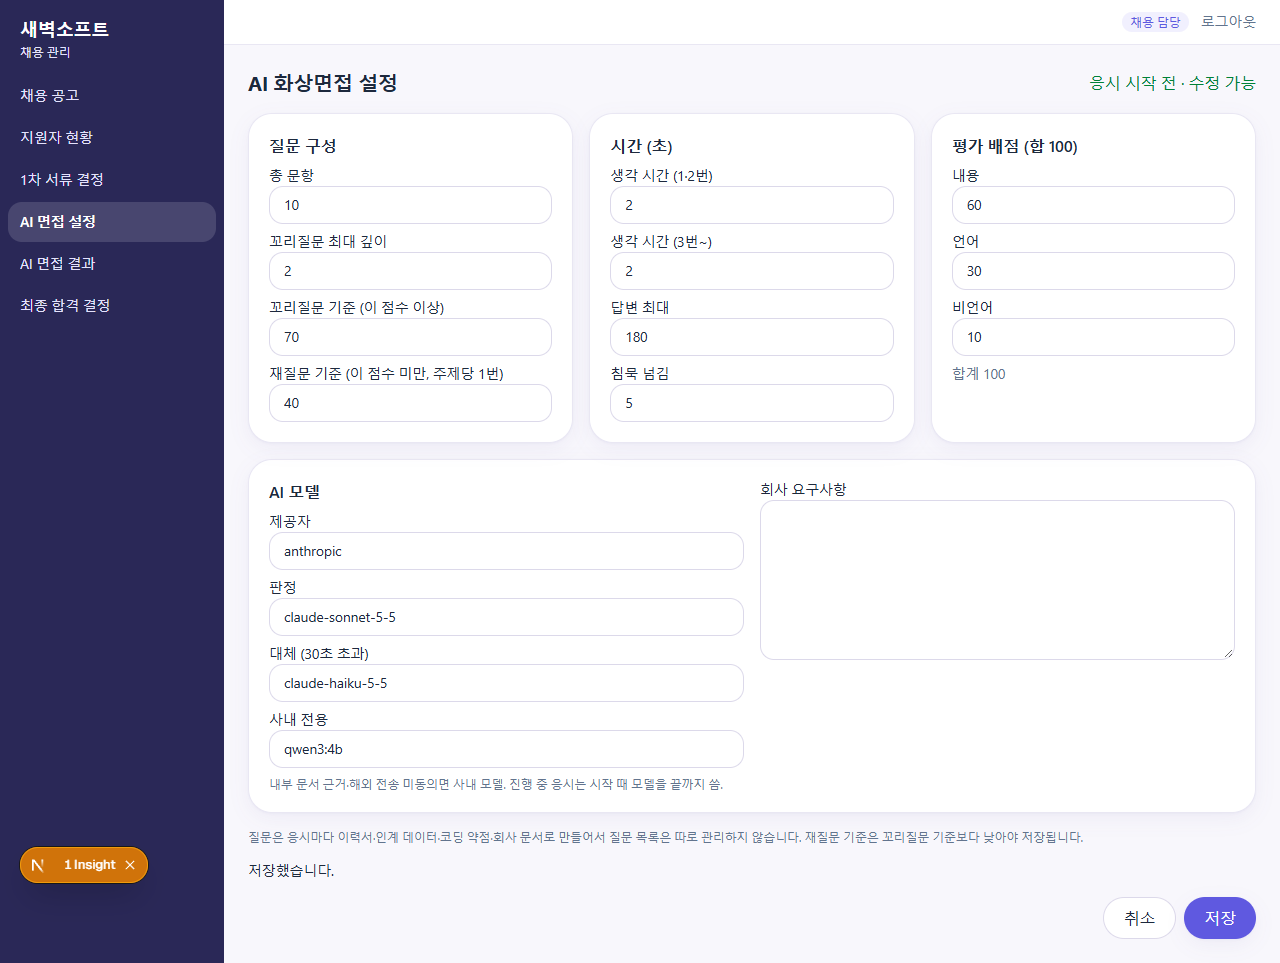 새벽소프트
채용 관리
채용 공고
지원자 현황
1차 서류 결정
AI 면접 설정
AI 면접 결과
최종 합격 결정
N 1 Insight ×
채용 담당 로그아웃
AI 화상면접 설정
응시 시작 전 · 수정 가능
질문 구성
총 문항
10
꼬리질문 최대 깊이
2
꼬리질문 기준 (이 점수 이상)
70
재질문 기준 (이 점수 미만, 주제당 1번)
40
시간 (초)
생각 시간 (1·2번)
2
생각 시간 (3번~)
2
답변 최대
180
침묵 넘김
5
평가 배점 (합 100)
내용
60
언어
30
비언어
10
합계 100
AI 모델
제공자
anthropic
판정
claude-sonnet-5-5
대체 (30초 초과)
claude-haiku-5-5
사내 전용
qwen3:4b
내부 문서 근거·해외 전송 미동의면 사내 모델. 진행 중 응시는 시작 때 모델을 끝까지 씀.
회사 요구사항
질문은 응시마다 이력서·인계 데이터·코딩 약점·회사 문서로 만들어서 질문 목록은 따로 관리하지 않습니다. 재질문 기준은 꼬리질문 기준보다 낮아야 저장됩니다.
저장했습니다.
취소
저장